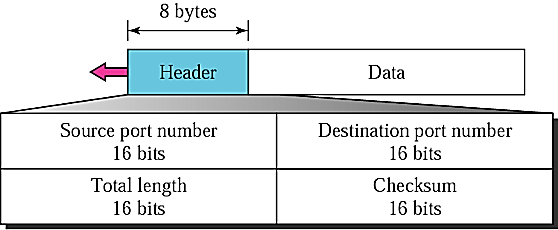 8 bytes
Header
Data
Source port number
16 bits
Destination port number
16 bits
Total length
16 bits
Checksum
16 bits